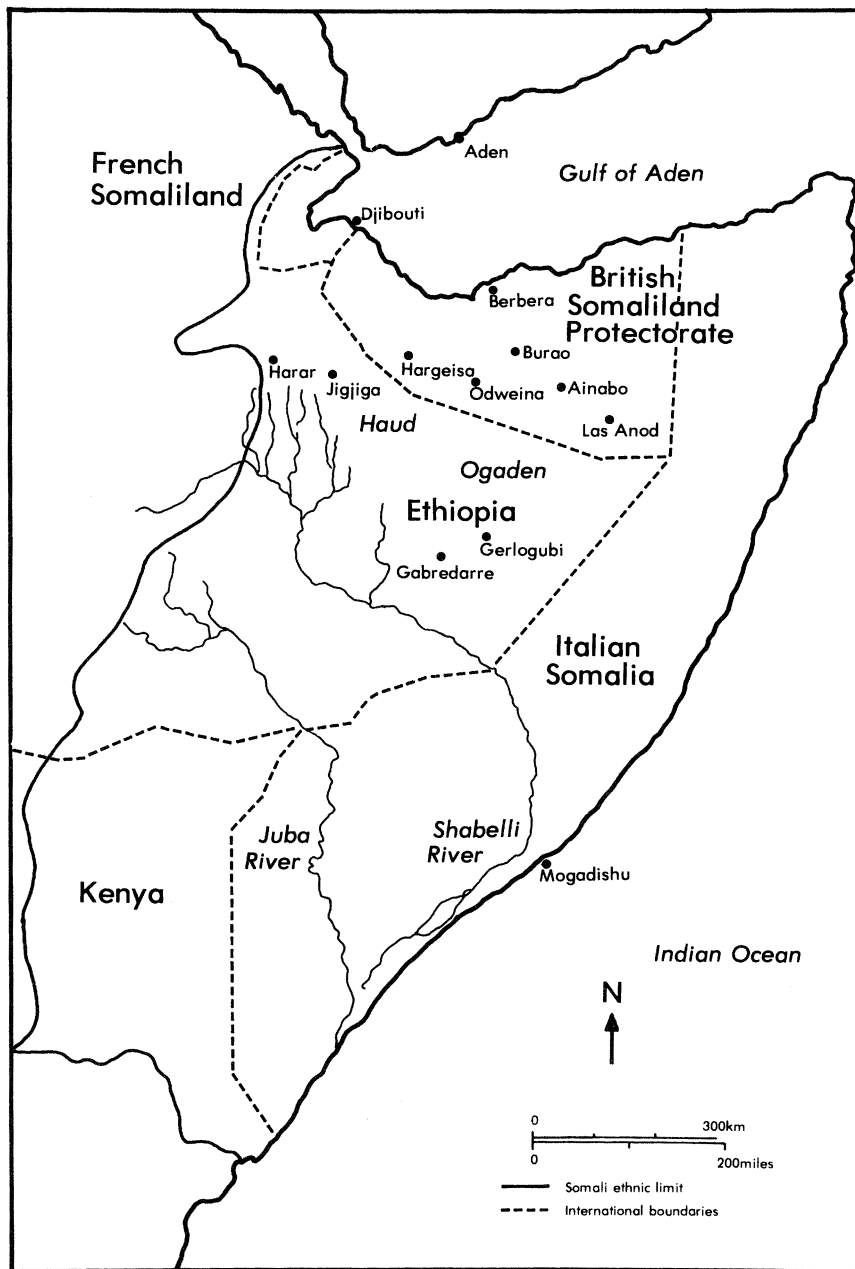 Aden
French
Somaliland
Gulf of Aden
Djibouti
British
Somaliland
Protectorate
Berbera
Burao
Harar
Jigjiga
Hargeisa
Odweina
Ainabo
Haud
Las Anod
Ogaden
Ethiopia
Gerlogubi
Gabredarre
Italian
Somalia
Juba
River
Shabelli
River
Mogadishu
Kenya
Indian Ocean
N
0
300km
0
200miles
Somali ethnic limit
International boundaries